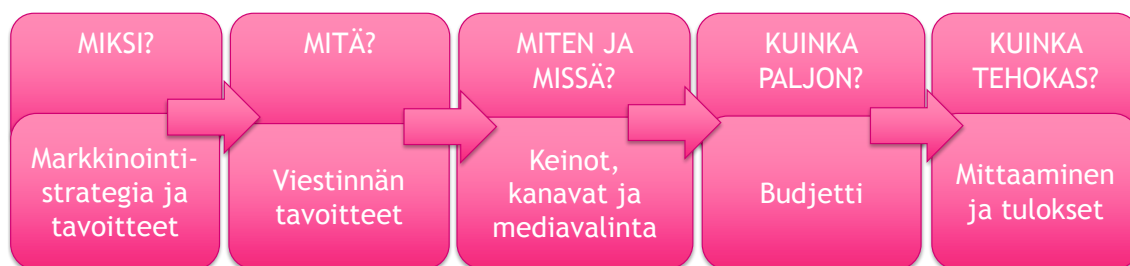 MIKSI?
Markkinointi-
strategia ja
tavoitteet
MITÄ?
Viestinnän
tavoitteet
MITEN JA
MISSÄ?
Keinot,
kanavat ja
mediavalinta
KUINKA
PALJON?
Budjetti
KUINKA
TEHOKAS?
Mittaaminen
ja tulokset